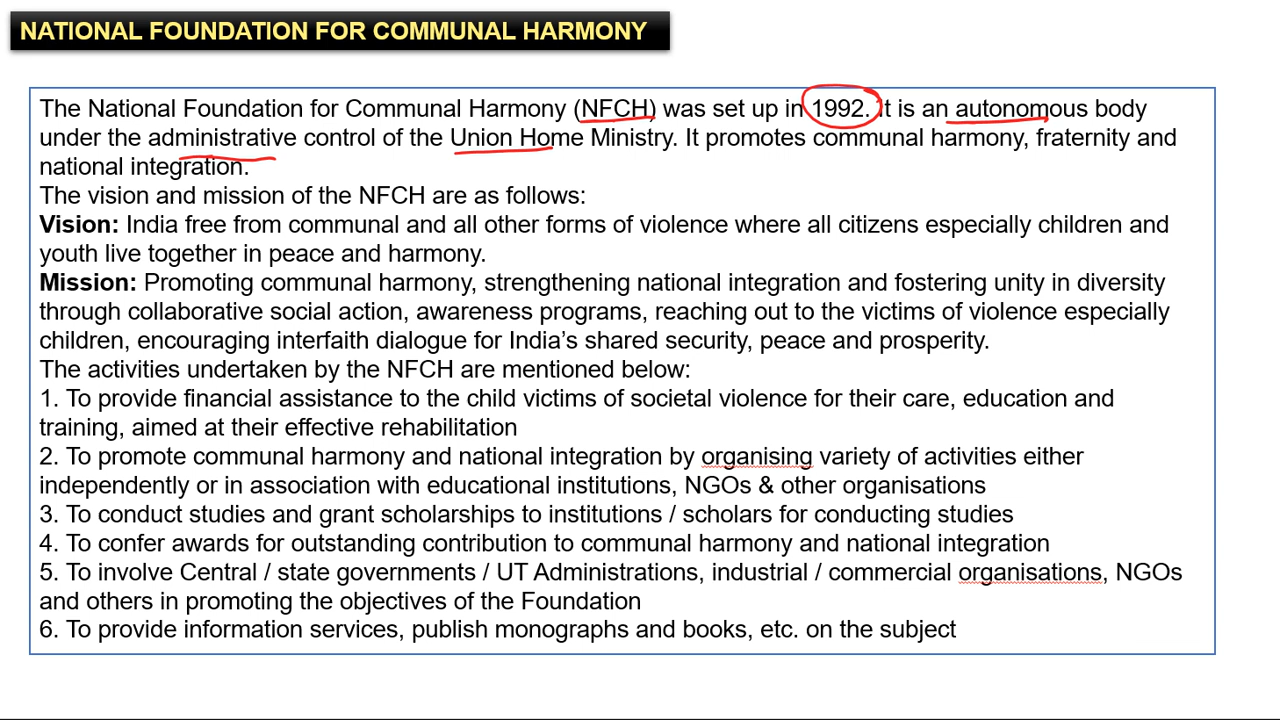 NATIONAL FOUNDATION FOR COMMUNAL HARMONY
The National Foundation for Communal Harmony (NFCH) was set up in 1992. It is an autonomous body
under the administrative control of the Union Home Ministry. It promotes communal harmony, fraternity and
national integration.
The vision and mission of the NFCH are as follows:
Vision: India free from communal and all other forms of violence where all citizens especially children and
youth live together in peace and harmony.
Mission: Promoting communal harmony, strengthening national integration and fostering unity in diversity
through collaborative social action, awareness programs, reaching out to the victims of violence especially
children, encouraging interfaith dialogue for India’s shared security, peace and prosperity.
The activities undertaken by the NFCH are mentioned below:
1. To provide financial assistance to the child victims of societal violence for their care, education and
training, aimed at their effective rehabilitation
2. To promote communal harmony and national integration by organising variety of activities either
independently or in association with educational institutions, NGOs & other organisations
3. To conduct studies and grant scholarships to institutions / scholars for conducting studies
4. To confer awards for outstanding contribution to communal harmony and national integration
5. To involve Central / state governments / UT Administrations, industrial / commercial organisations, NGOs
and others in promoting the objectives of the Foundation
6. To provide information services, publish monographs and books, etc. on the subject